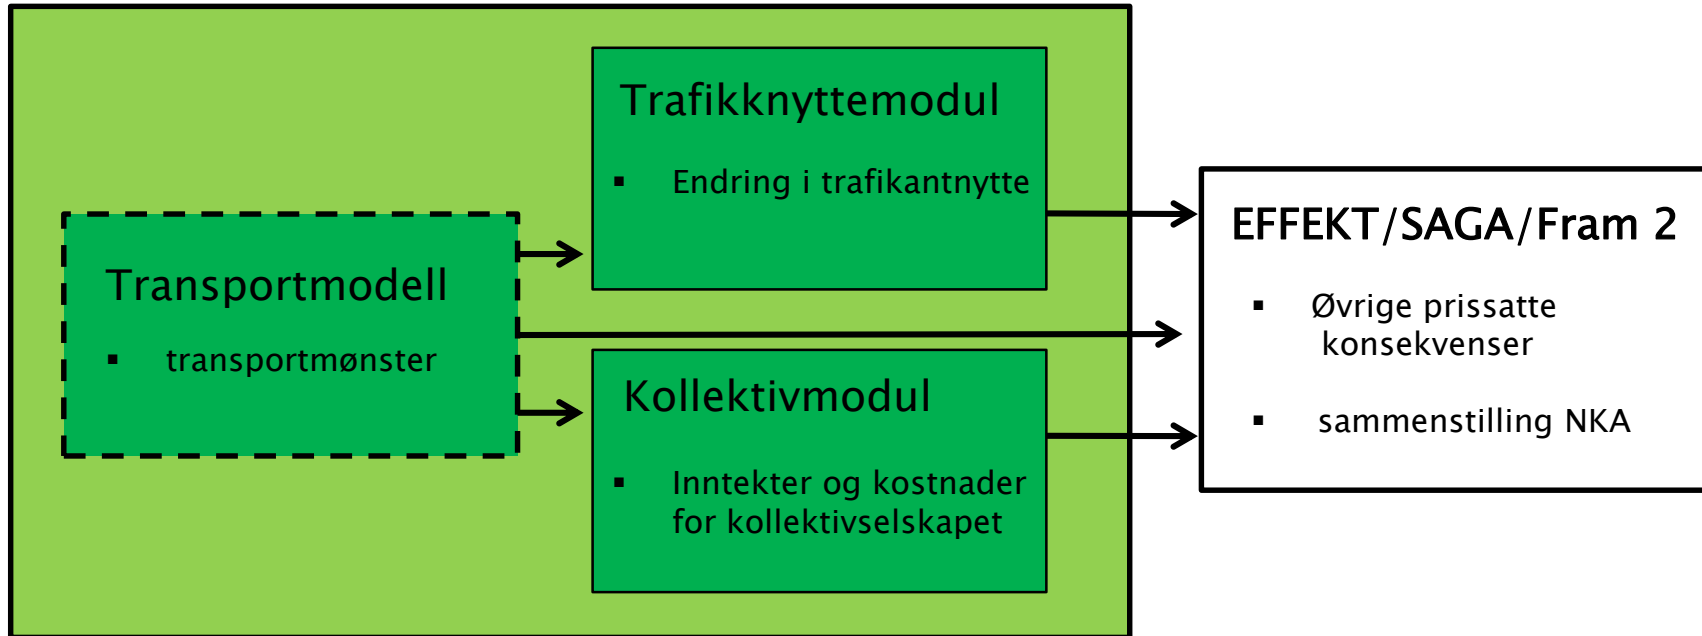 Transportmodell
▪ transportmønster
Trafikknyttemodul
▪ Endring i trafikantnytte
Kollektivmodul
▪ Inntekter og kostnader
for kollektivselskapet
EFFEKT/SAGA/Fram 2
▪ Øvrige prissatte
konsekvenser
▪ sammenstilling NKA